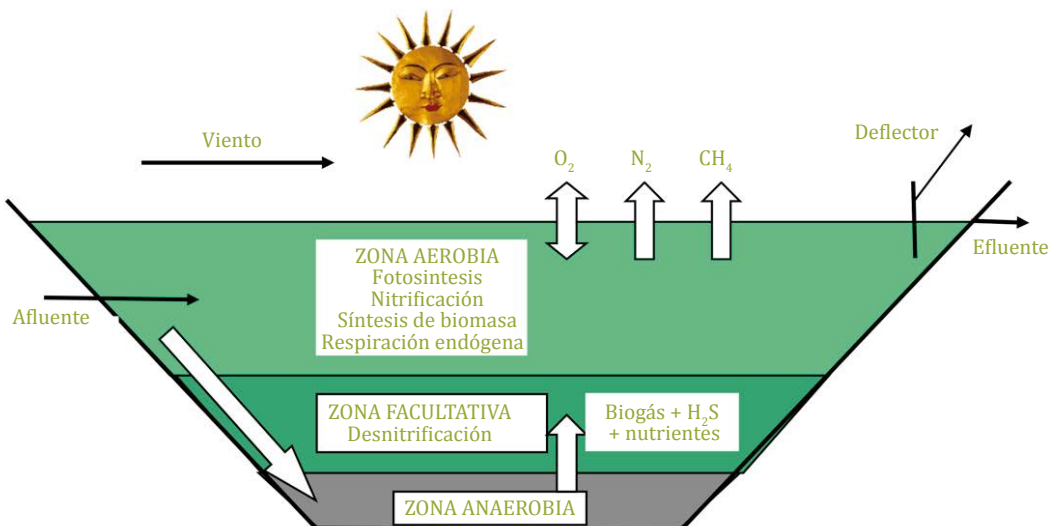 Viento
Deflector
O₂
N₂
CH₄
Efluente
ZONA AEROBIA
Fotosintesis
Nitrificación
Síntesis de biomasa
Respiración endógena
Afluente
ZONA FACULTATIVA
Desnitrificación
Biogás + H₂S
+ nutrientes
ZONA ANAEROBIA